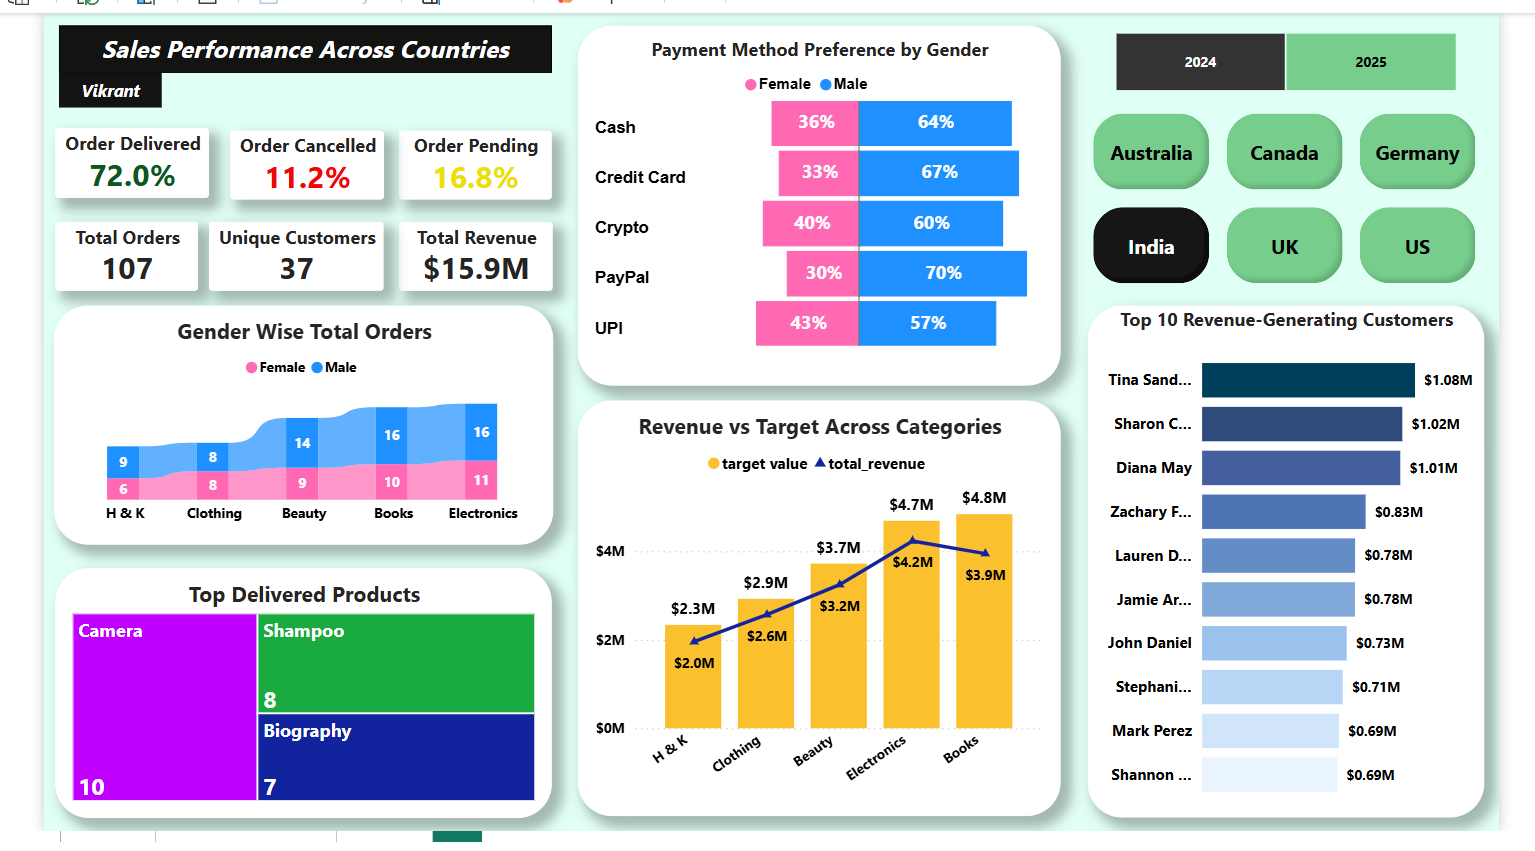 Sales Performance Across Countries
Vikrant
Order Delivered
72.0%
Order Cancelled
11.2%
Order Pending
16.8%
Total Orders
107
Unique Customers
37
Total Revenue
$15.9M
Gender Wise Total Orders
Female Male
9 8 14 16 16
6 8 9 10 11
H & K Clothing Beauty Books Electronics
Top Delivered Products
Camera
10
Shampoo
8
Biography
7
Payment Method Preference by Gender
Female Male
Cash 36% 64%
Credit Card 33% 67%
Crypto 40% 60%
PayPal 30% 70%
UPI 43% 57%
Revenue vs Target Across Categories
target value total_revenue
$4M
$2M
$0M
$2.3M $2.9M $3.7M $4.7M $4.8M
$2.0M $2.6M $3.2M $4.2M $3.9M
H & K Clothing Beauty Electronics Books
2024 2025
Australia Canada Germany
India UK US
Top 10 Revenue-Generating Customers
Tina Sand... $1.08M
Sharon C... $1.02M
Diana May $1.01M
Zachary F... $0.83M
Lauren D... $0.78M
Jamie Ar... $0.78M
John Daniel $0.73M
Stephani... $0.71M
Mark Perez $0.69M
Shannon ... $0.69M